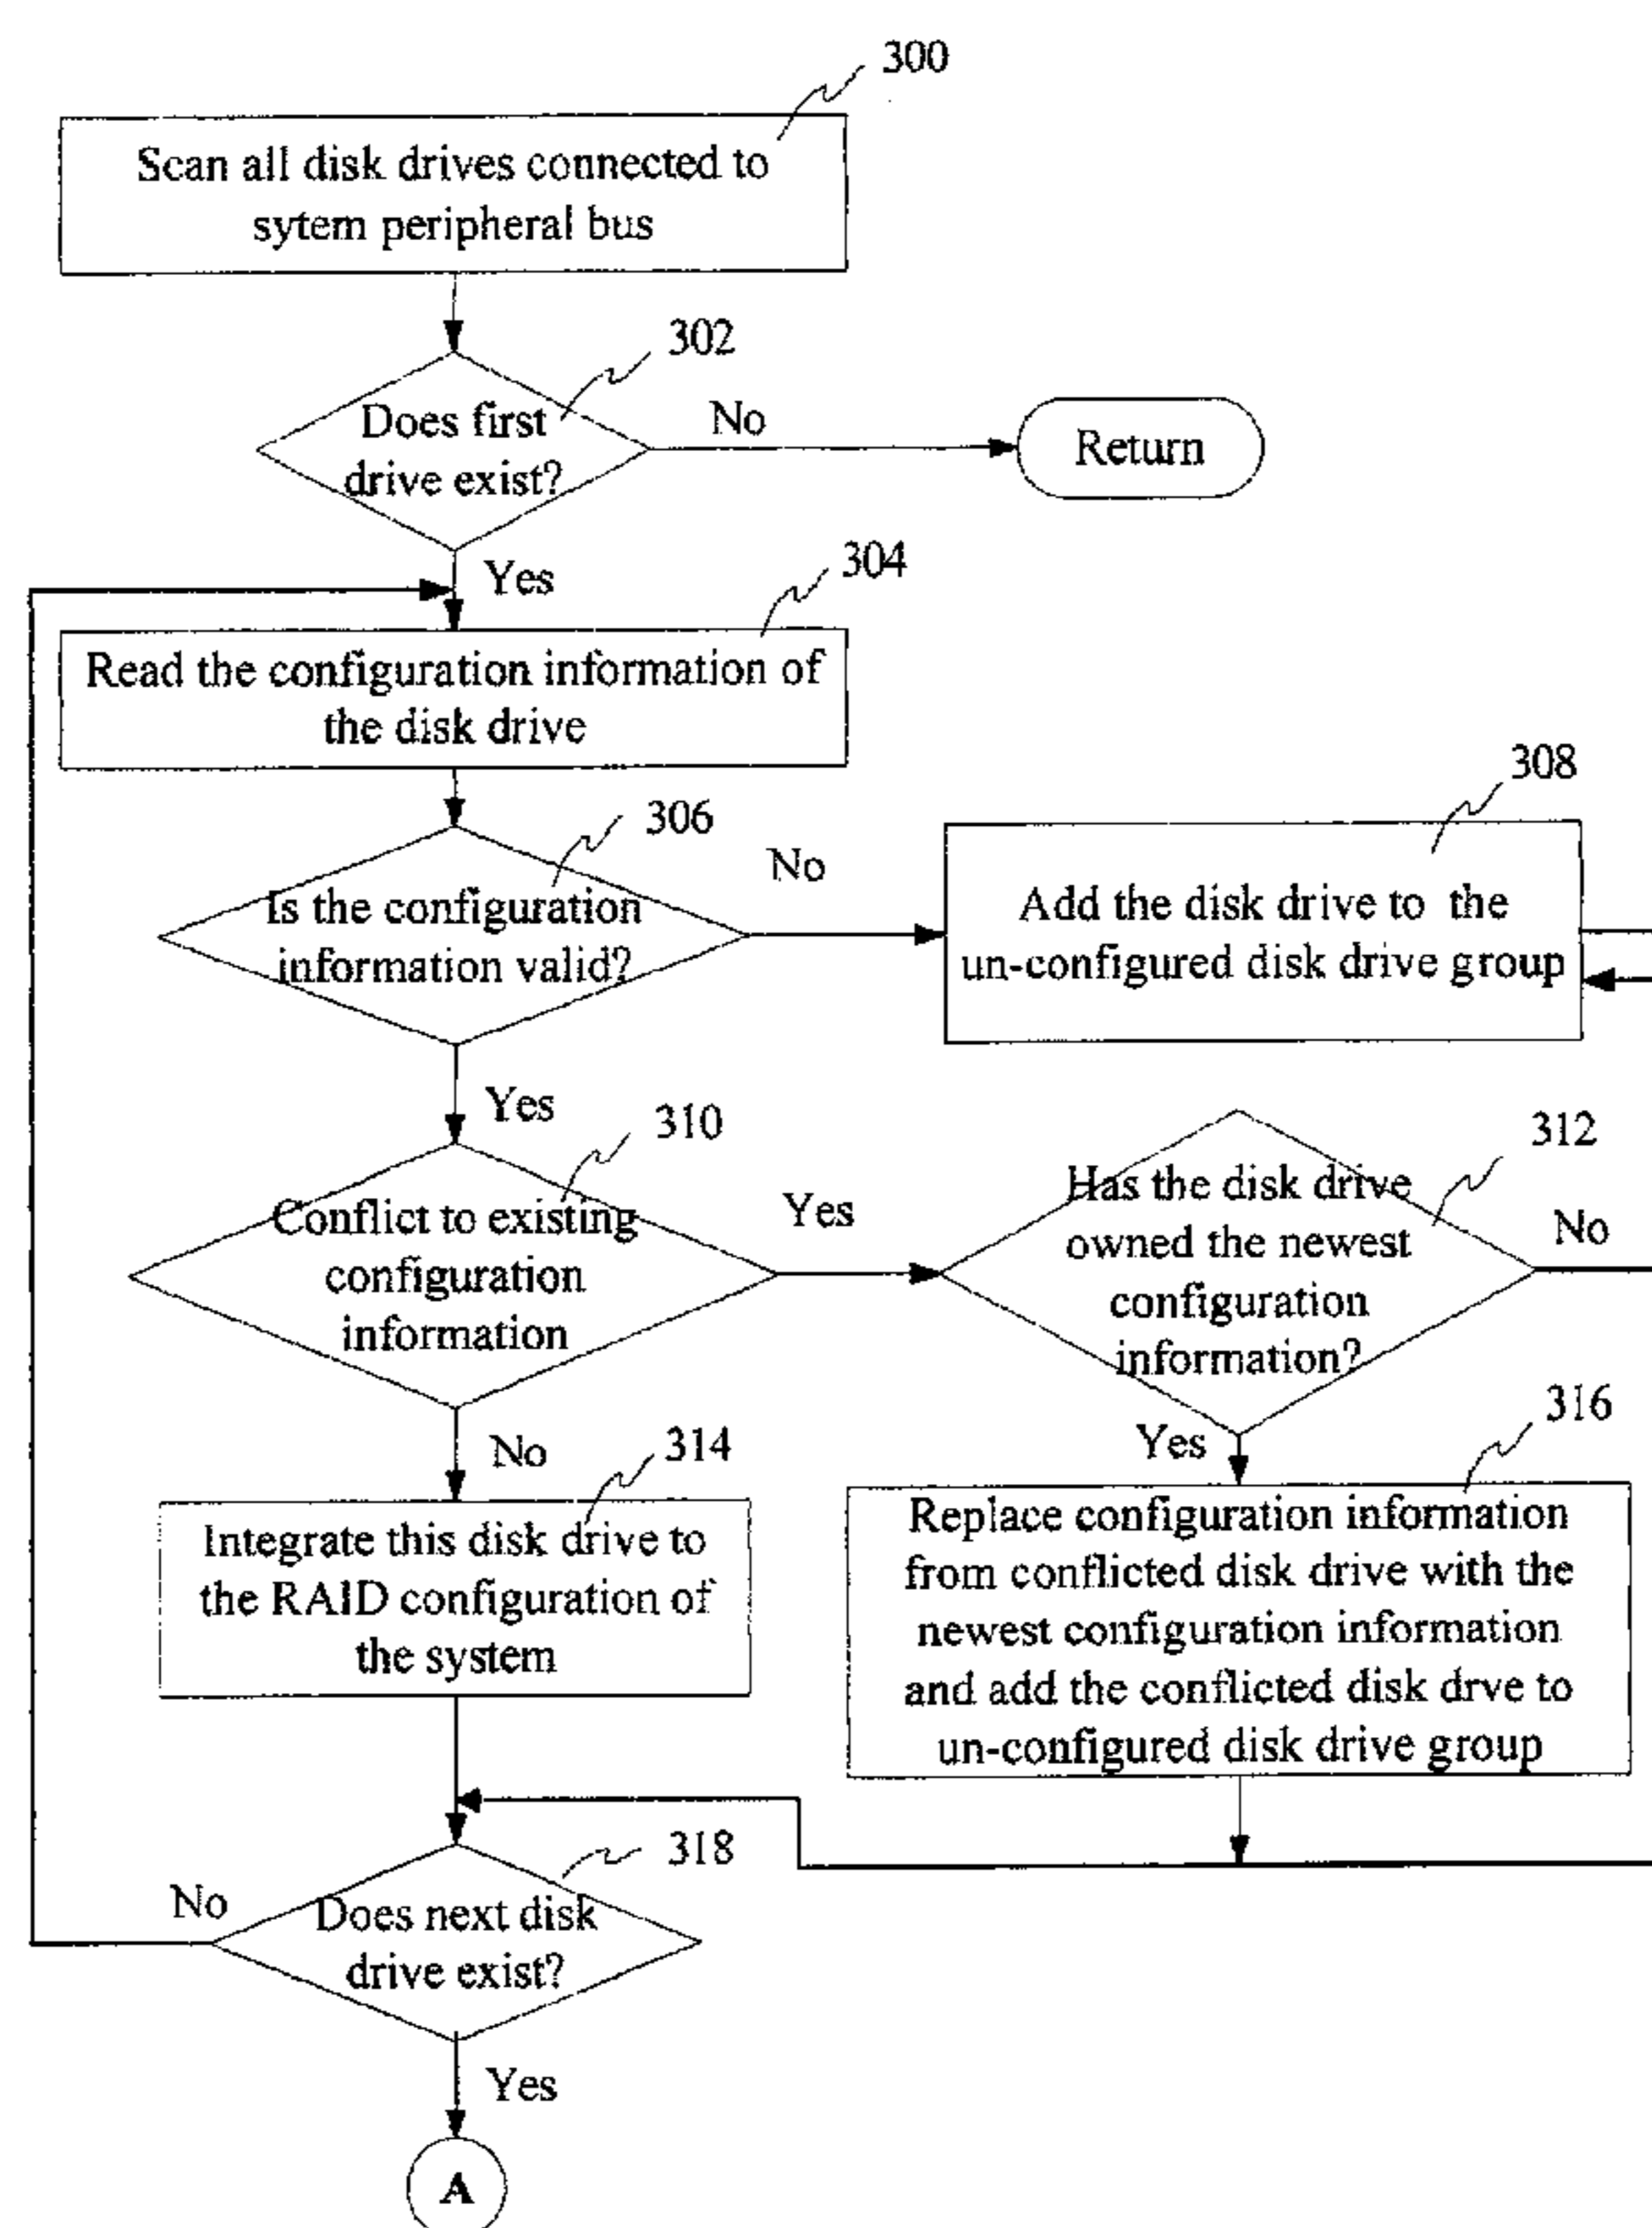 300
Scan all disk drives connected to
sytem peripheral bus
302
Does first
drive exist?
No
Return
Yes
304
Read the configuration information of
the disk drive
306
Is the configuration
information valid?
No
308
Add the disk drive to the
un-configured disk drive group
Yes
310
Conflict to existing
configuration
information
Yes
312
Has the disk drive
owned the newest
configuration
information?
No
Yes
No
314
Integrate this disk drive to
the RAID configuration of
the system
316
Replace configuration information
from conflicted disk drive with the
newest configuration information
and add the conflicted disk drve to
un-configured disk drive group
318
Does next disk
drive exist?
No
Yes
A